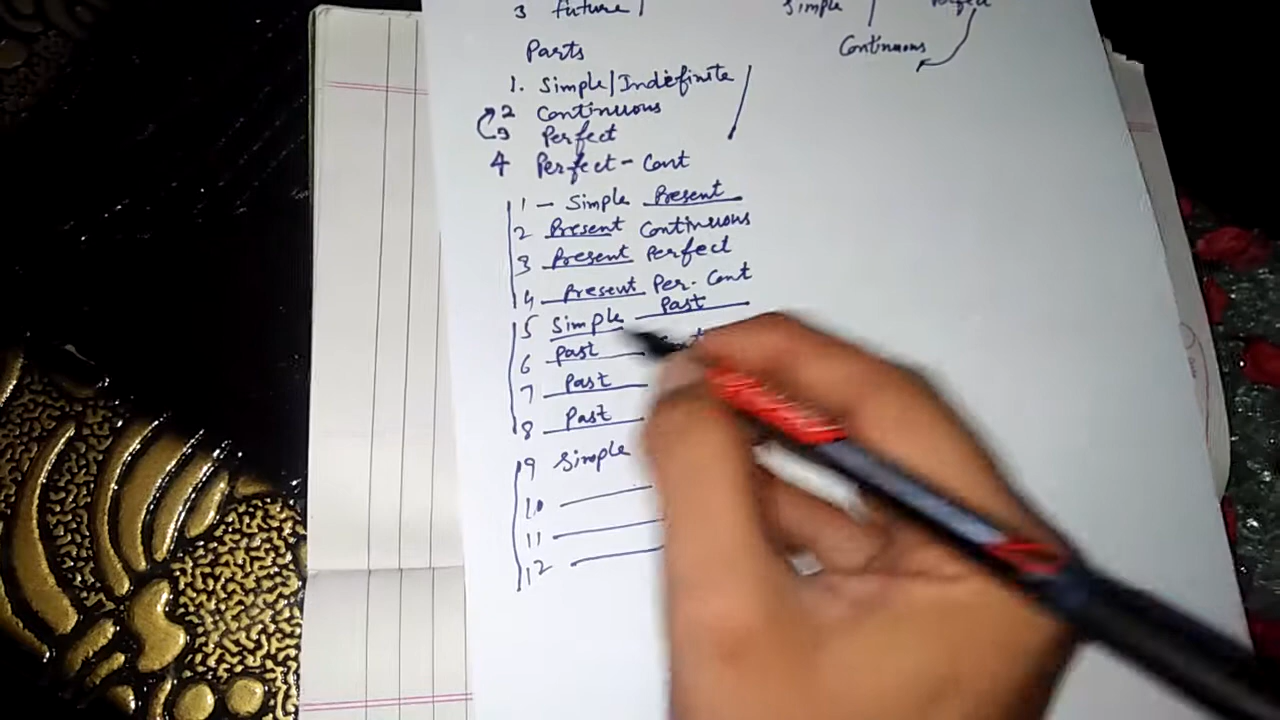 3 future
Simple
Continuous
Parts
1. Simple/Indefinite
2 Continuous
3 Perfect
4 Perfect - Cont
1 - Simple Present
2 Present Continuous
3 Present Perfect
4 Present Per. Cont
5 Simple Past
6 Past
7 Past
8 Past
9 Simple
10
11
12